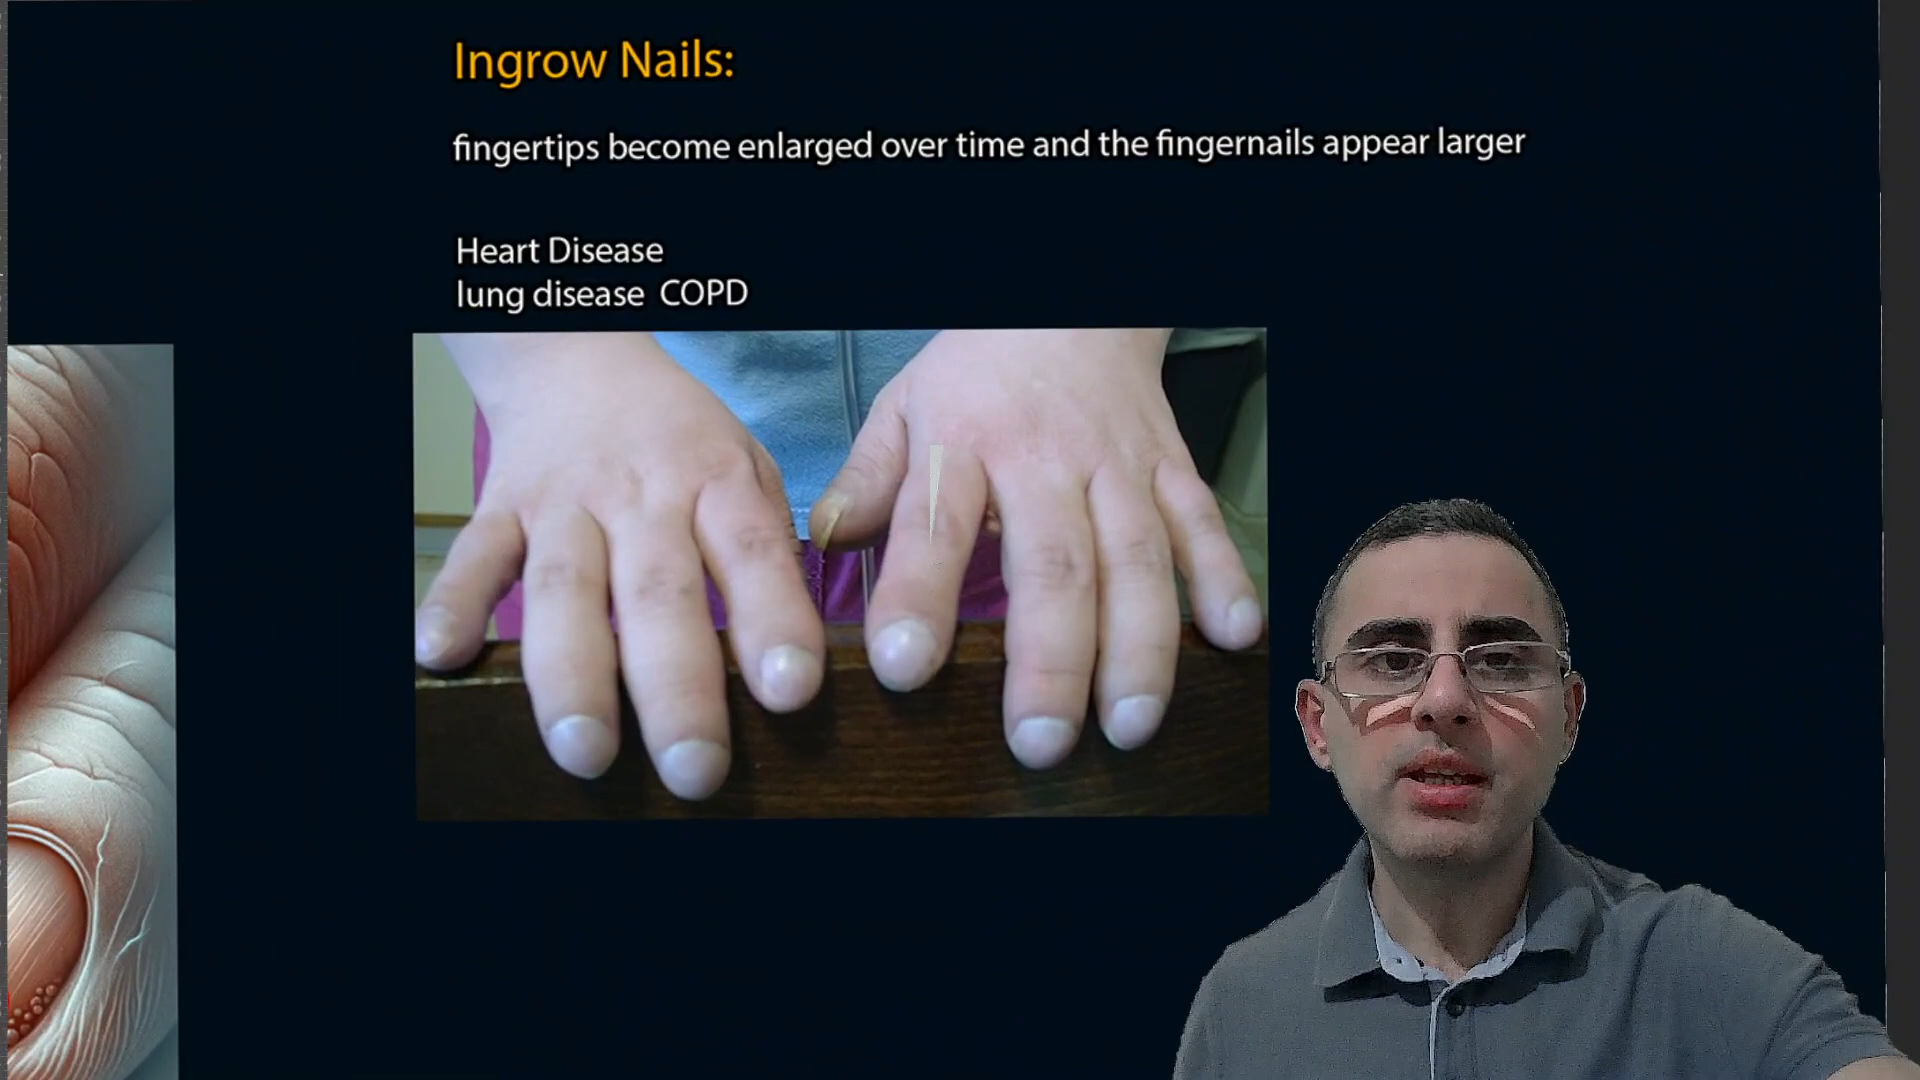 Ingrow Nails:
fingertips become enlarged over time and the fingernails appear larger
Heart Disease
lung disease COPD